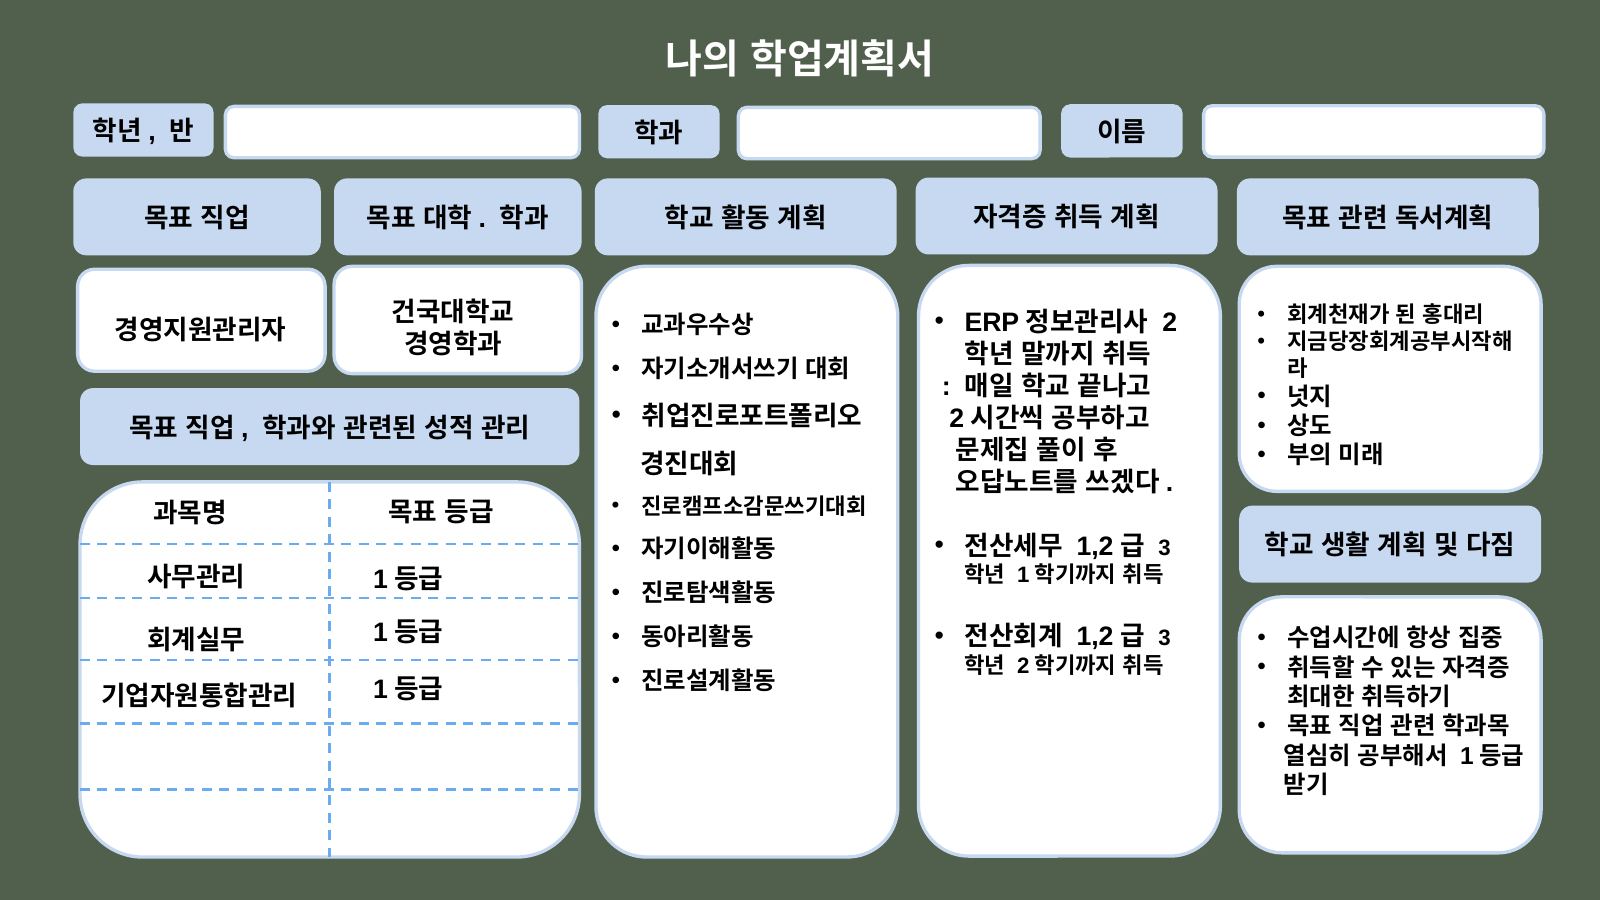 나의 학업계획서
학년 , 반
학과
이름
목표 직업
목표 대학 . 학과
학교 활동 계획
자격증 취득 계획
목표 관련 독서계획
경영지원관리자
건국대학교
경영학과
목표 직업 , 학과와 관련된 성적 관리
과목명 목표 등급
사무관리 1 등급
회계실무 1 등급
기업자원통합관리 1 등급
• 교과우수상
• 자기소개서쓰기 대회
• 취업진로포트폴리오
경진대회
• 진로캠프소감문쓰기대회
• 자기이해활동
• 진로탐색활동
• 동아리활동
• 진로설계활동
• ERP 정보관리사 2
학년 말까지 취득
: 매일 학교 끝나고
2 시간씩 공부하고
문제집 풀이 후
오답노트를 쓰겠다 .
• 전산세무 1,2 급 3
학년 1 학기까지 취득
• 전산회계 1,2 급 3
학년 2 학기까지 취득
• 회계천재가 된 홍대리
• 지금당장회계공부시작해
라
• 넛지
• 상도
• 부의 미래
학교 생활 계획 및 다짐
• 수업시간에 항상 집중
• 취득할 수 있는 자격증
최대한 취득하기
• 목표 직업 관련 학과목
열심히 공부해서 1 등급
받기